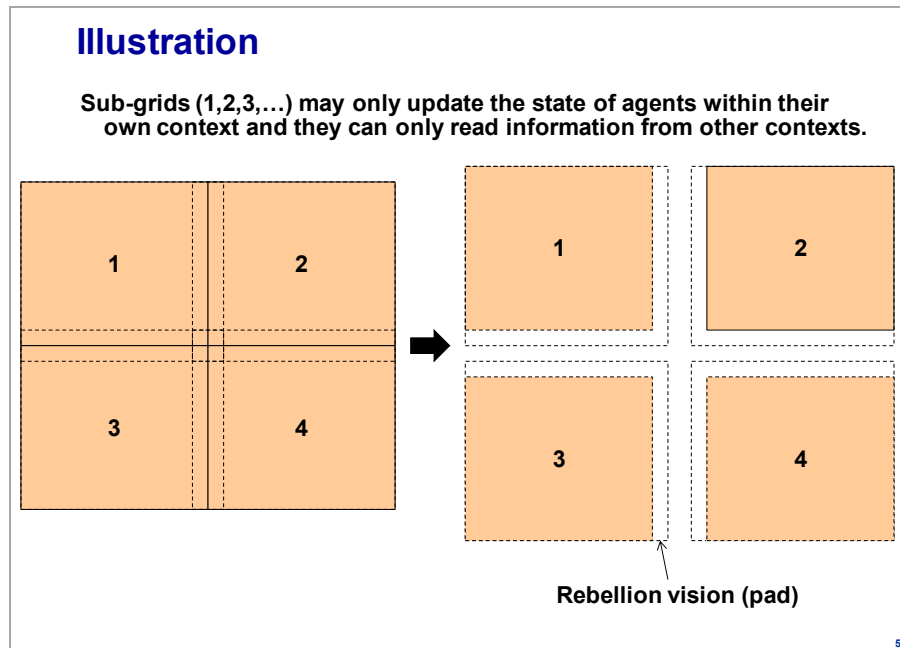 Illustration
Sub-grids (1,2,3,…) may only update the state of agents within their
own context and they can only read information from other contexts.
1
2
3
4
1
2
3
4
Rebellion vision (pad)
5